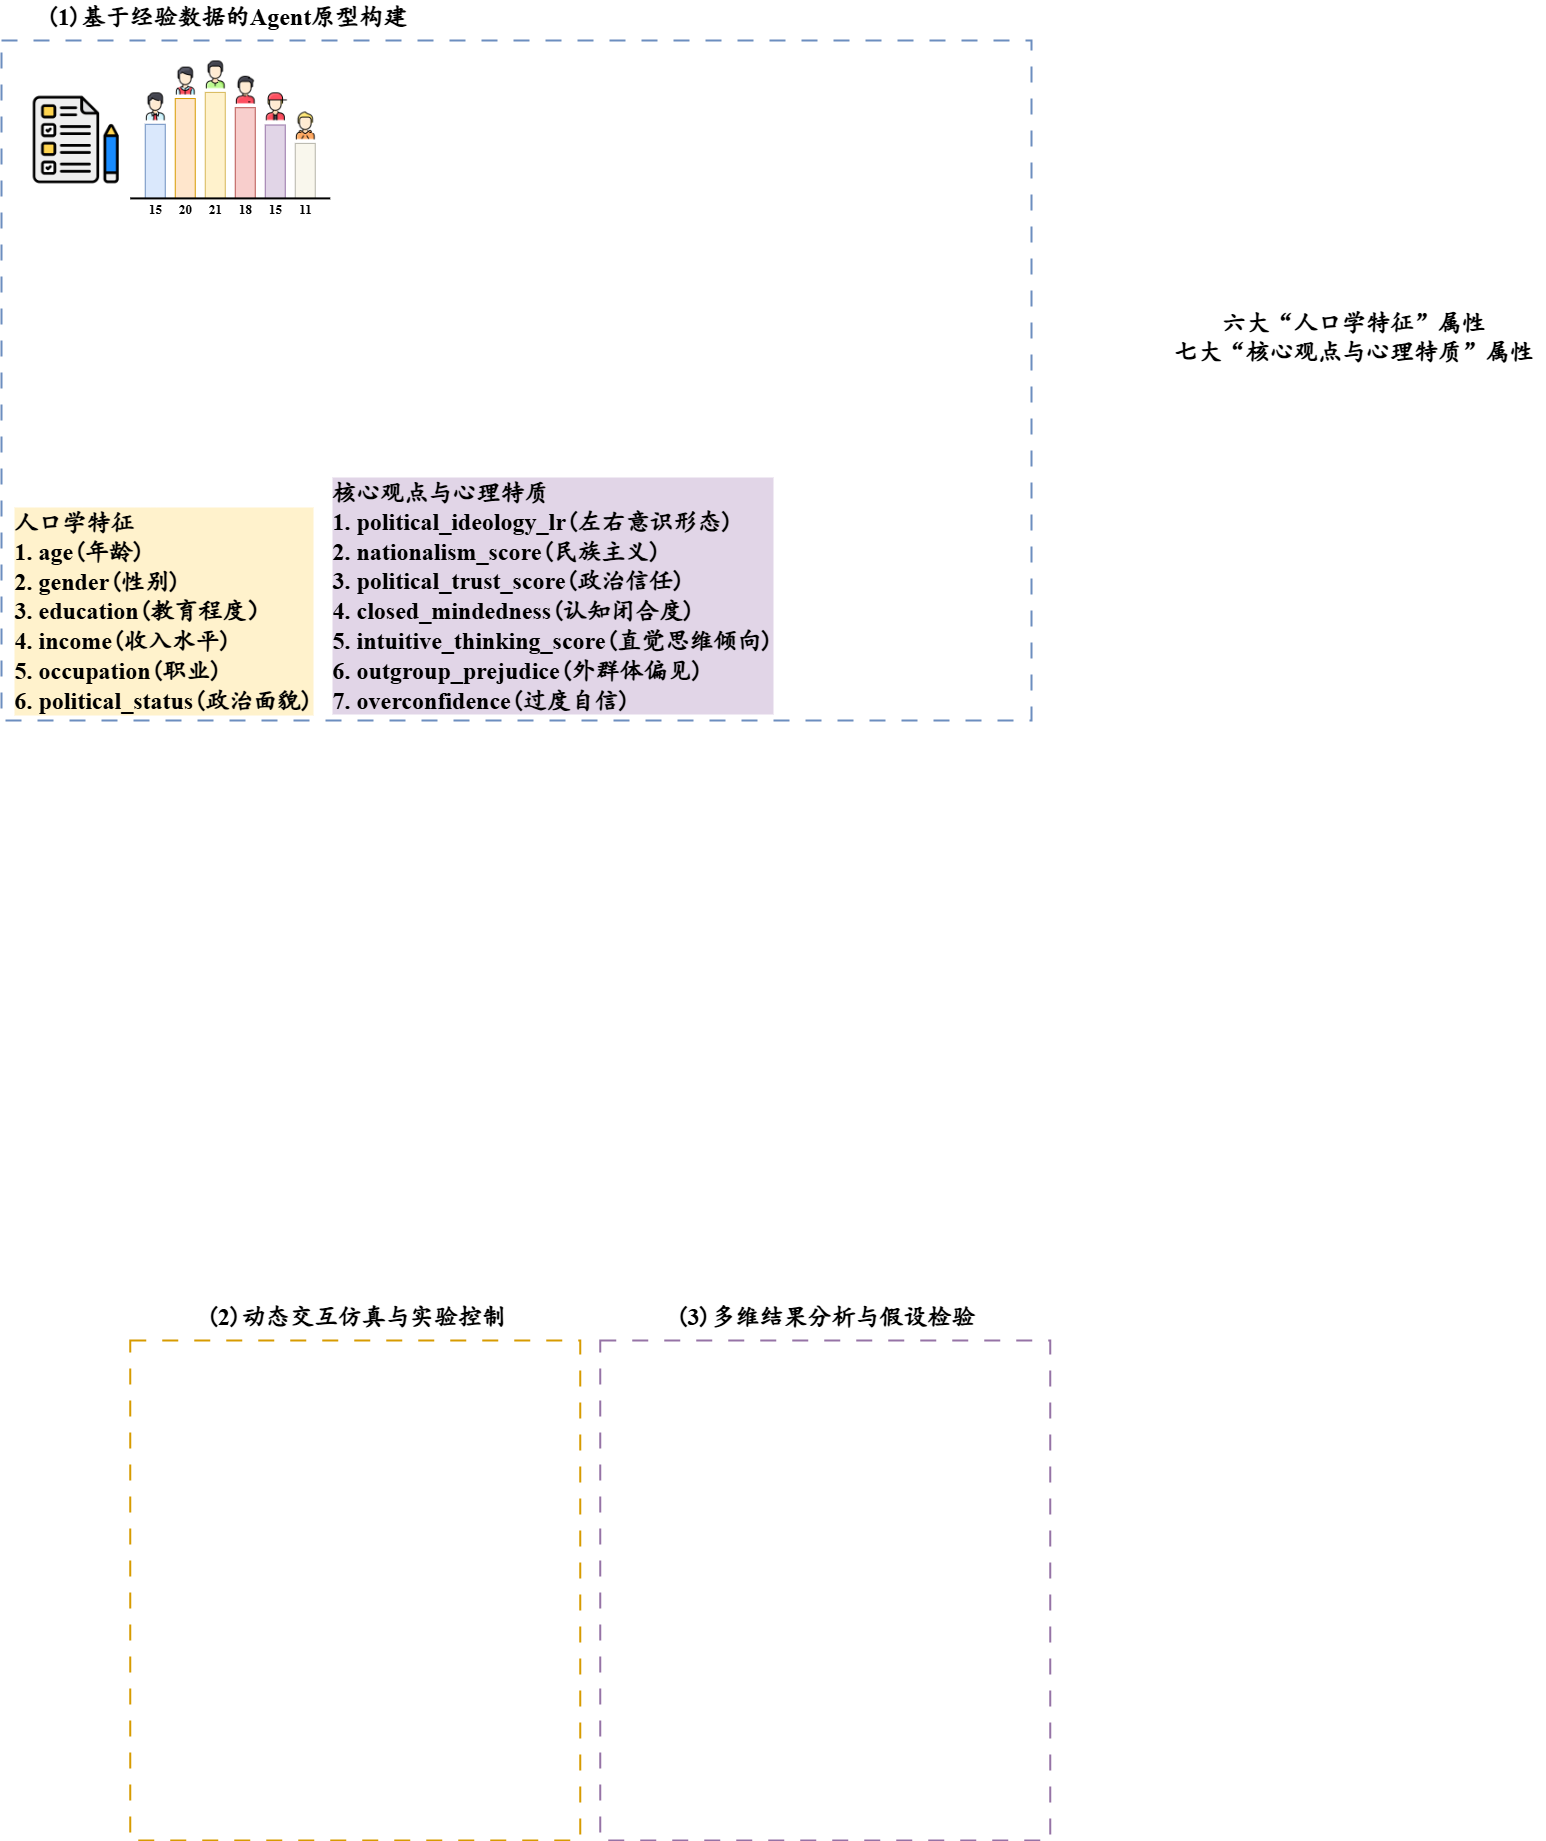 (1)基于经验数据的Agent原型构建
15 20 21 18 15 11
六大“人口学特征”属性
七大“核心观点与心理特质”属性
人口学特征
1. age(年龄)
2. gender(性别)
3. education(教育程度）
4. income(收入水平)
5. occupation(职业)
6. political_status(政治面貌)
核心观点与心理特质
1. political_ideology_lr(左右意识形态)
2. nationalism_score(民族主义)
3. political_trust_score(政治信任)
4. closed_mindedness(认知闭合度)
5. intuitive_thinking_score(直觉思维倾向)
6. outgroup_prejudice(外群体偏见)
7. overconfidence(过度自信)
(2)动态交互仿真与实验控制
(3)多维结果分析与假设检验